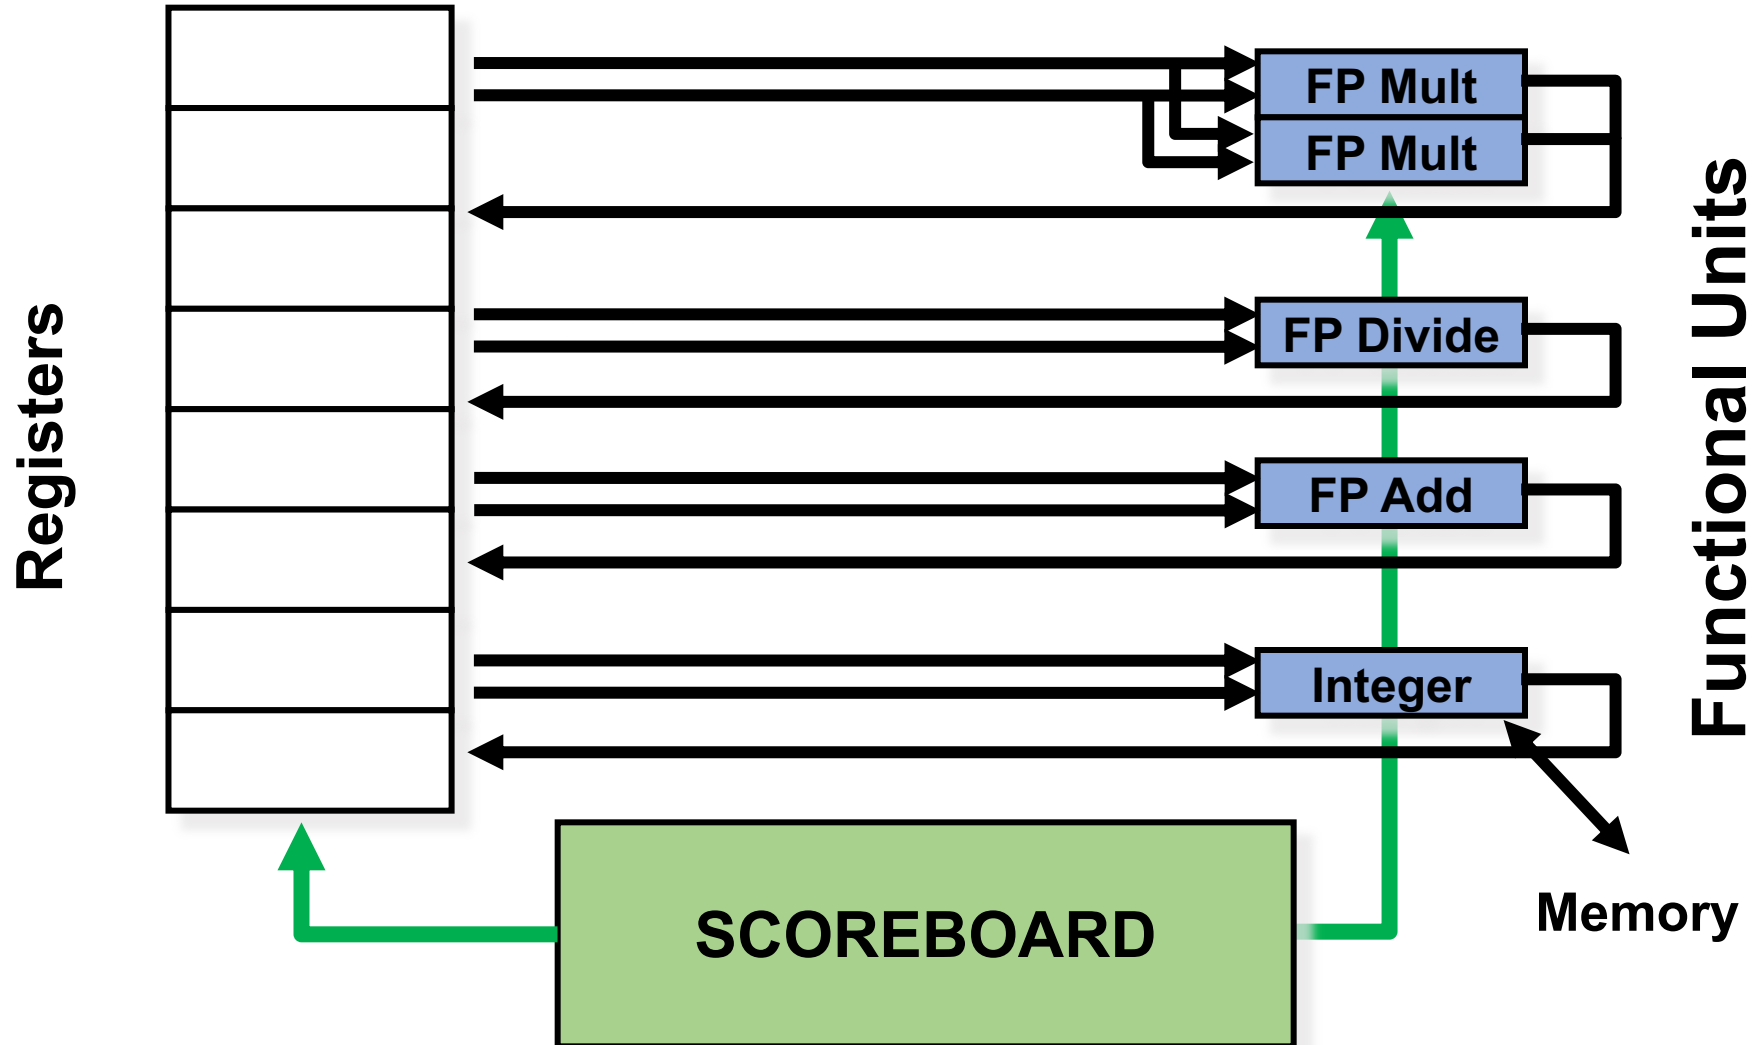 Registers
FP Mult
FP Mult
FP Divide
FP Add
Integer
Functional Units
SCOREBOARD
Memory